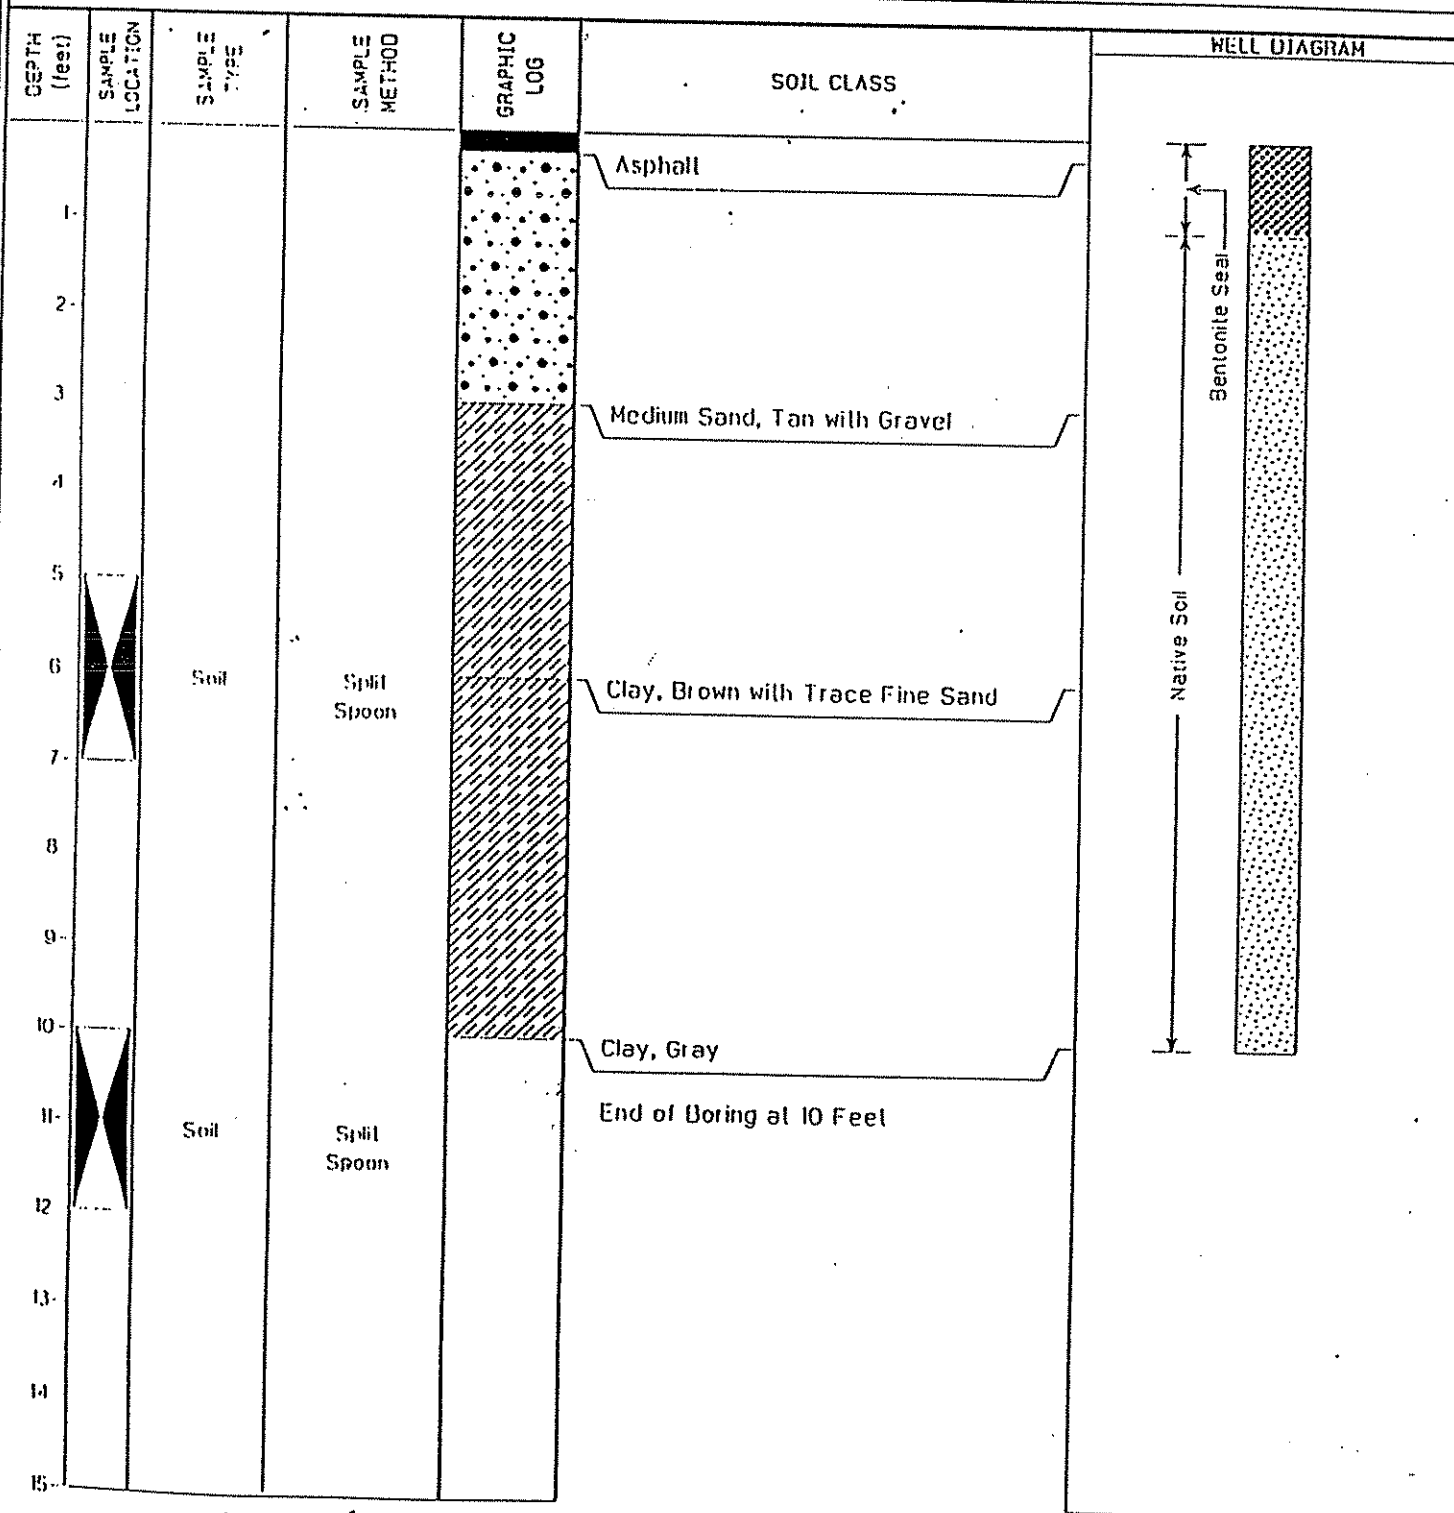 DEPTH
(feet)
SAMPLE
LOCATION
SAMPLE
TYPE
SAMPLE
METHOD
GRAPHIC
LOG
SOIL CLASS
WELL DIAGRAM
Asphalt
1
2
Bentonite Seal
3
Medium Sand, Tan with Gravel
4
5
Native Soil
6
Soil
Split
Spoon
Clay, Brown with Trace Fine Sand
7
8
9
10
Clay, Gray
11
Soil
Split
Spoon
End of Boring at 10 Feet
12
13
14
15